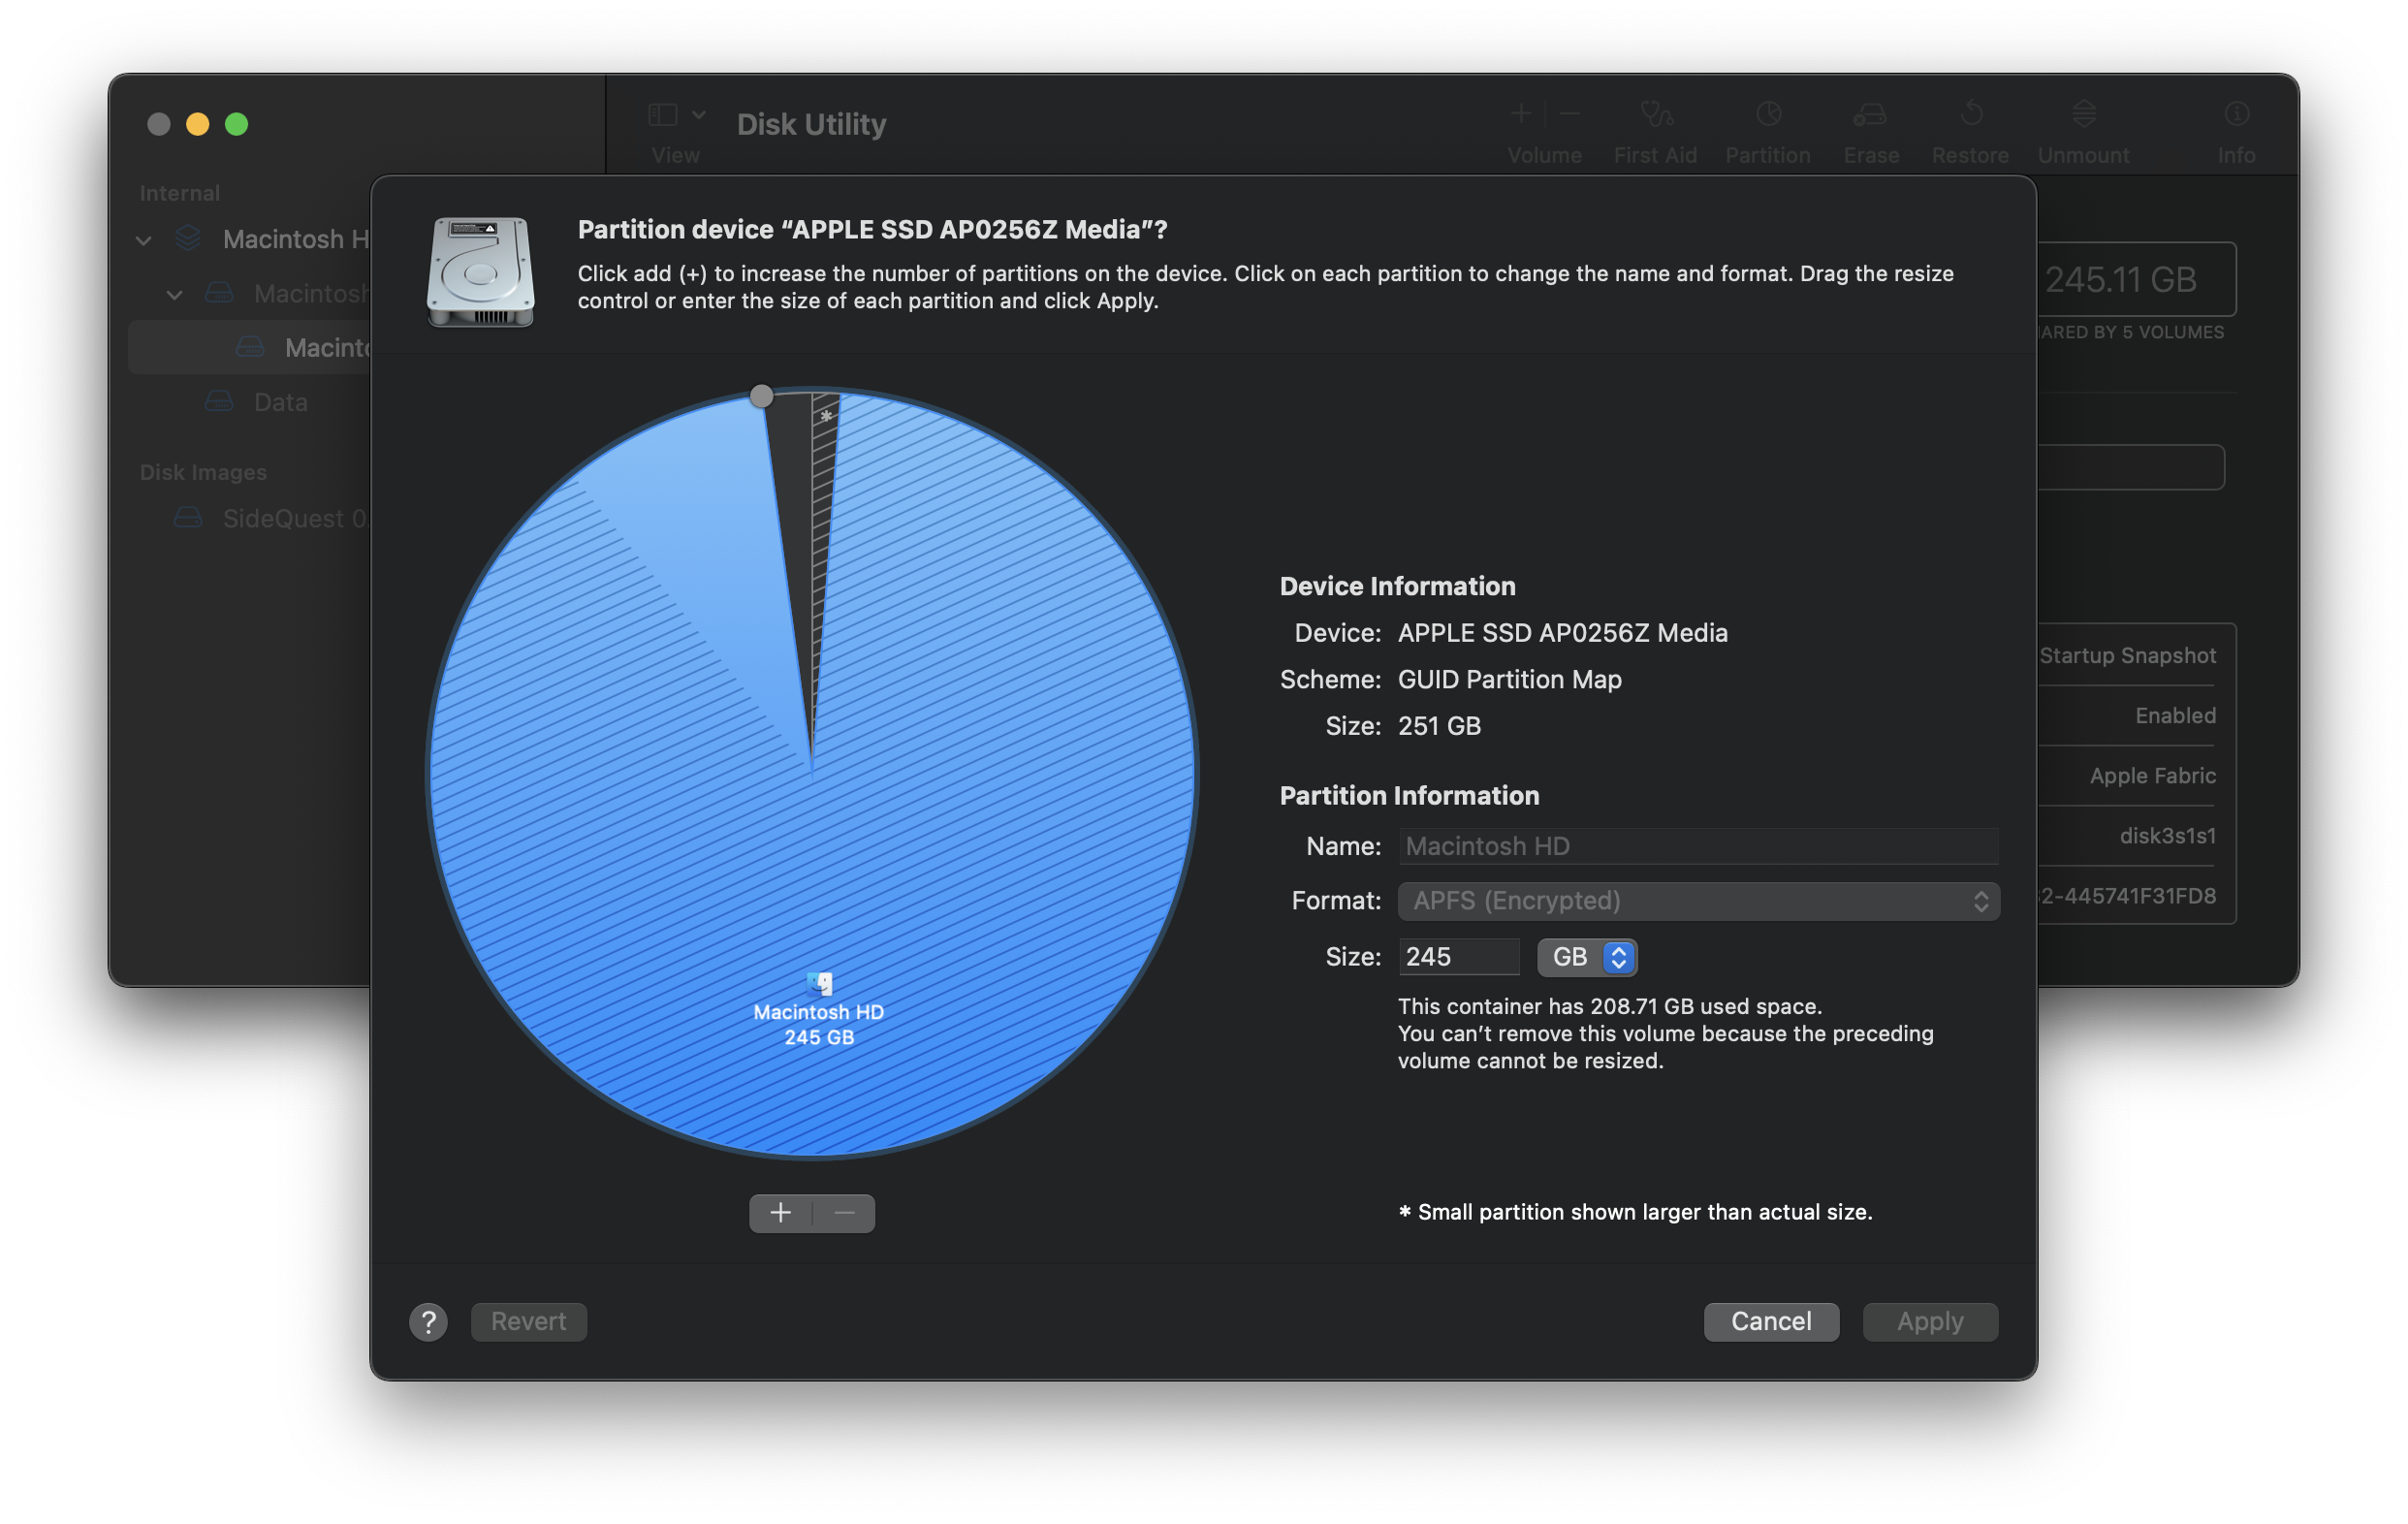 Disk Utility
View
Volume
First Aid
Partition
Erase
Restore
Unmount
Info
Internal
Macintosh H
Macintosh
Macinto
Data
Disk Images
SideQuest 0.
245.11 GB
ARED BY 5 VOLUMES
Startup Snapshot
Enabled
Apple Fabric
disk3s1s1
2-445741F31FD8
Partition device “APPLE SSD AP0256Z Media”?
Click add (+) to increase the number of partitions on the device. Click on each partition to change the name and format. Drag the resize
control or enter the size of each partition and click Apply.
*
Macintosh HD
245 GB
+ −
Device Information
Device: APPLE SSD AP0256Z Media
Scheme: GUID Partition Map
Size: 251 GB
Partition Information
Name: Macintosh HD
Format: APFS (Encrypted)
Size: 245 GB
This container has 208.71 GB used space.
You can’t remove this volume because the preceding
volume cannot be resized.
* Small partition shown larger than actual size.
? Revert
Cancel
Apply